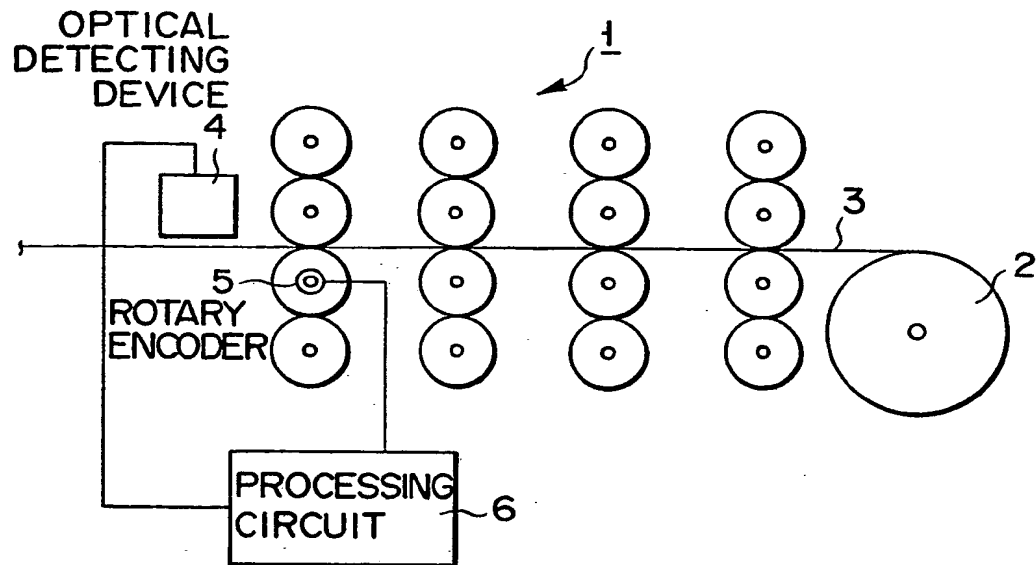 OPTICAL
DETECTING
DEVICE
4
1
3
2
5
ROTARY
ENCODER
PROCESSING
CIRCUIT
6